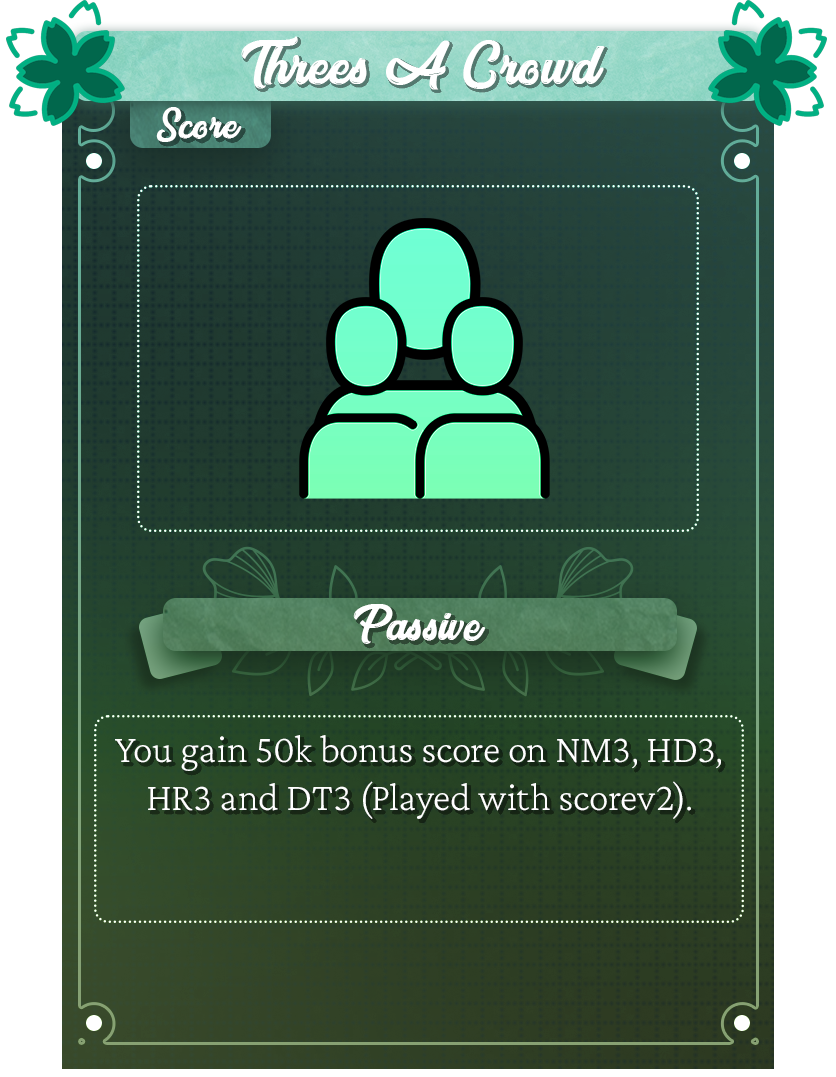 Threes A Crowd
Score
Passive
You gain 50k bonus score on NM3, HD3,
HR3 and DT3 (Played with scorev2).